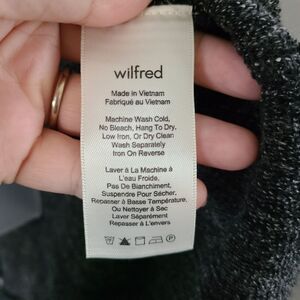 wilfred
Made in Vietnam
Fabriqué au Vietnam
Machine Wash Cold,
No Bleach, Hang To Dry,
Low Iron, Or Dry Clean
Wash Separately
Iron On Reverse
Laver à La Machine à
L'eau Froide,
Pas De Blanchiment,
Suspendre Pour Sécher,
Repasser à Basse Température,
Ou Nettoyer à Sec
Laver Séparément
Repasser à L'envers